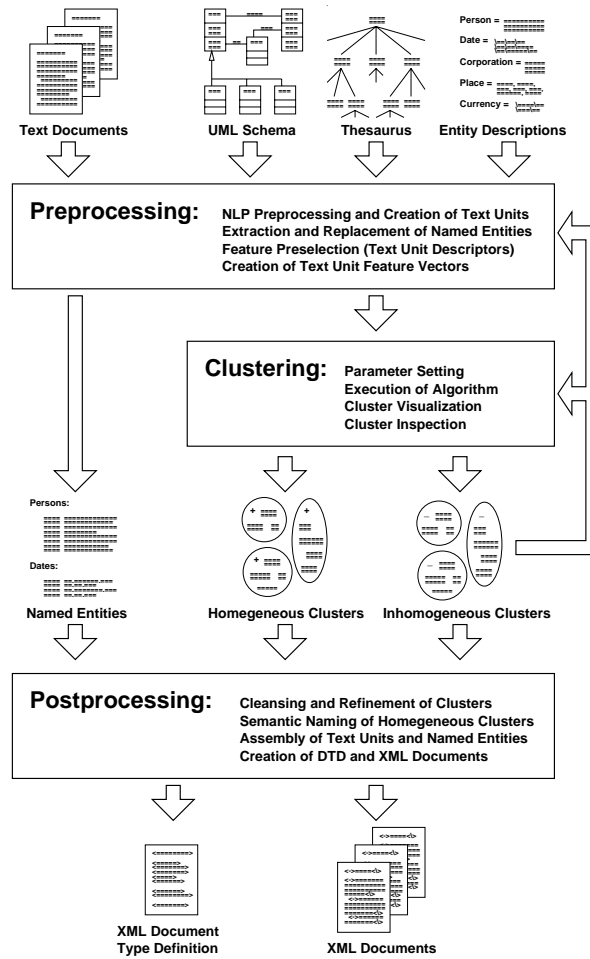 Person =
Date =
Corporation =
Place =
Currency =
Text Documents
UML Schema
Thesaurus
Entity Descriptions
Preprocessing:
NLP Preprocessing and Creation of Text Units
Extraction and Replacement of Named Entities
Feature Preselection (Text Unit Descriptors)
Creation of Text Unit Feature Vectors
Clustering:
Parameter Setting
Execution of Algorithm
Cluster Visualization
Cluster Inspection
Persons:
Dates:
Named Entities
Homegeneous Clusters
Inhomogeneous Clusters
Postprocessing:
Cleansing and Refinement of Clusters
Semantic Naming of Homegeneous Clusters
Assembly of Text Units and Named Entities
Creation of DTD and XML Documents
XML Document
Type Definition
XML Documents